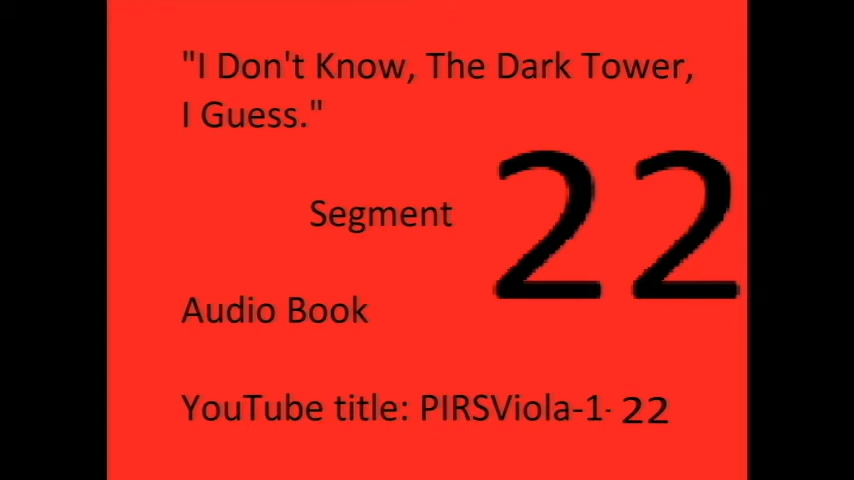 "I Don't Know, The Dark Tower,
I Guess."
Segment 22
Audio Book
YouTube title: PIRSViola-1- 22